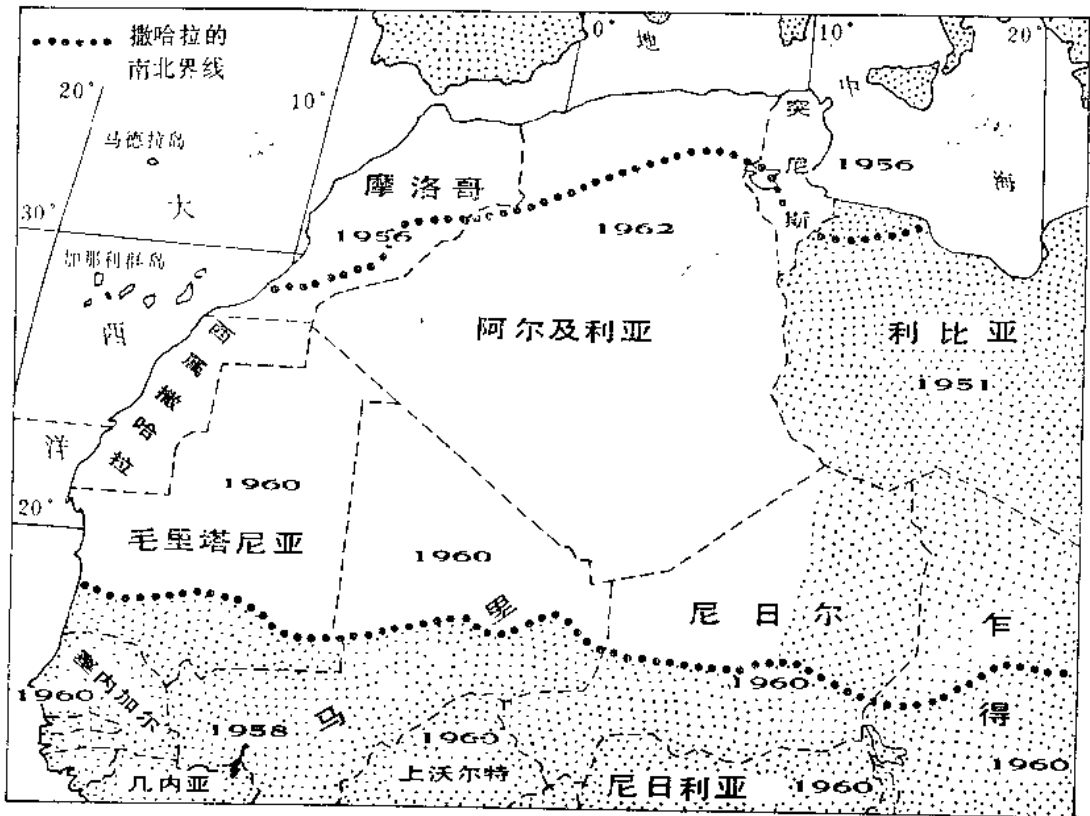 撒哈拉的
南北界线
0°
地
10°
20°
20°
10°
中
马德拉岛
突
尼
斯
1956
海
摩洛哥
大
30°
1956
1962
加那利群岛
西
阿尔及利亚
利比亚
西
属
撒
哈
拉
1951
洋
1960
20°
毛里塔尼亚
1960
里
尼日尔
乍
塞内加尔
1960
1960
得
1958
马
1960
1960
几内亚
上沃尔特
尼日利亚
1960